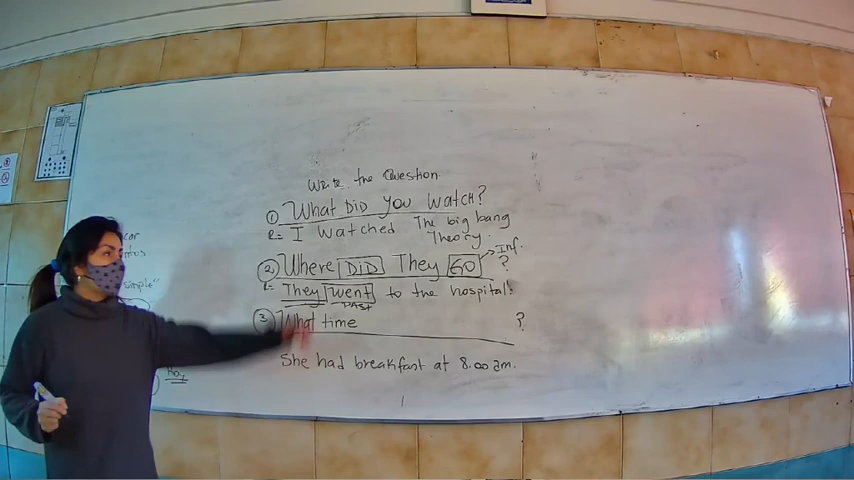 Write the Question
① What DiD You WatCH?
R= I Watched The big bang
Theory.
② Where DiD They GO ?
Inf.
R= They went to the hospital.
PAST
③ What time ?
She had breakfast at 8.00 am.
simple"